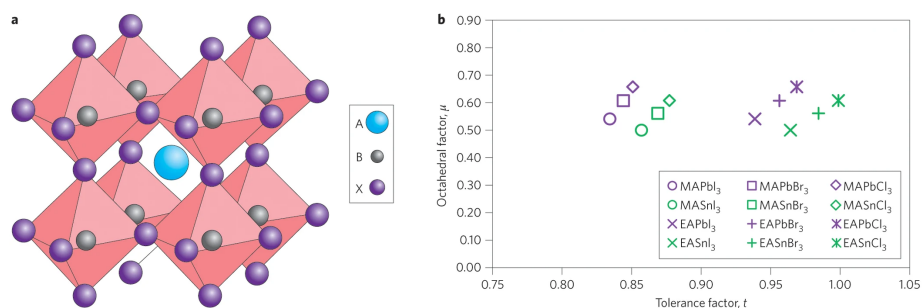 a
A
B
X
b
Octahedral factor, μ
0.90
0.80
0.70
0.60
0.50
0.40
0.30
0.20
0.10
0.00
MAPbI₃ MAPbBr₃ MAPbCl₃
MASnI₃ MASnBr₃ MASnCl₃
EAPbI₃ EAPbBr₃ EAPbCl₃
EASnI₃ EASnBr₃ EASnCl₃
0.75 0.80 0.85 0.90 0.95 1.00 1.05
Tolerance factor, t